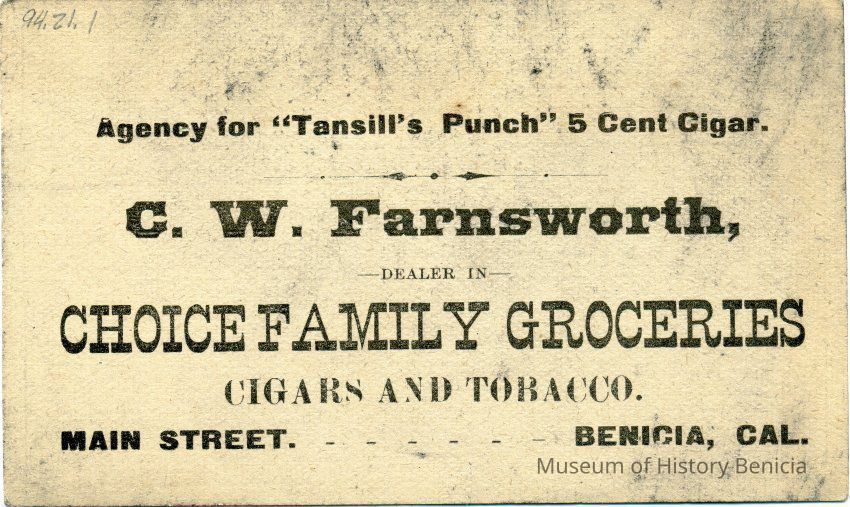 94.21.1
Agency for "Tansill's Punch" 5 Cent Cigar.
C. W. Farnsworth,
—DEALER IN—
CHOICE FAMILY GROCERIES
CIGARS AND TOBACCO.
MAIN STREET. - - - - - - BENICIA, CAL.
Museum of History Benicia